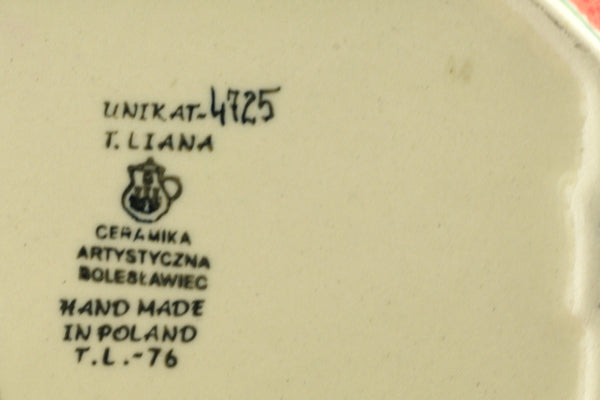 UNIKAT-4725
T. LIANA
CERAMIKA
ARTYSTYCZNA
BOLESŁAWIEC
HAND MADE
IN POLAND
T.L.-76